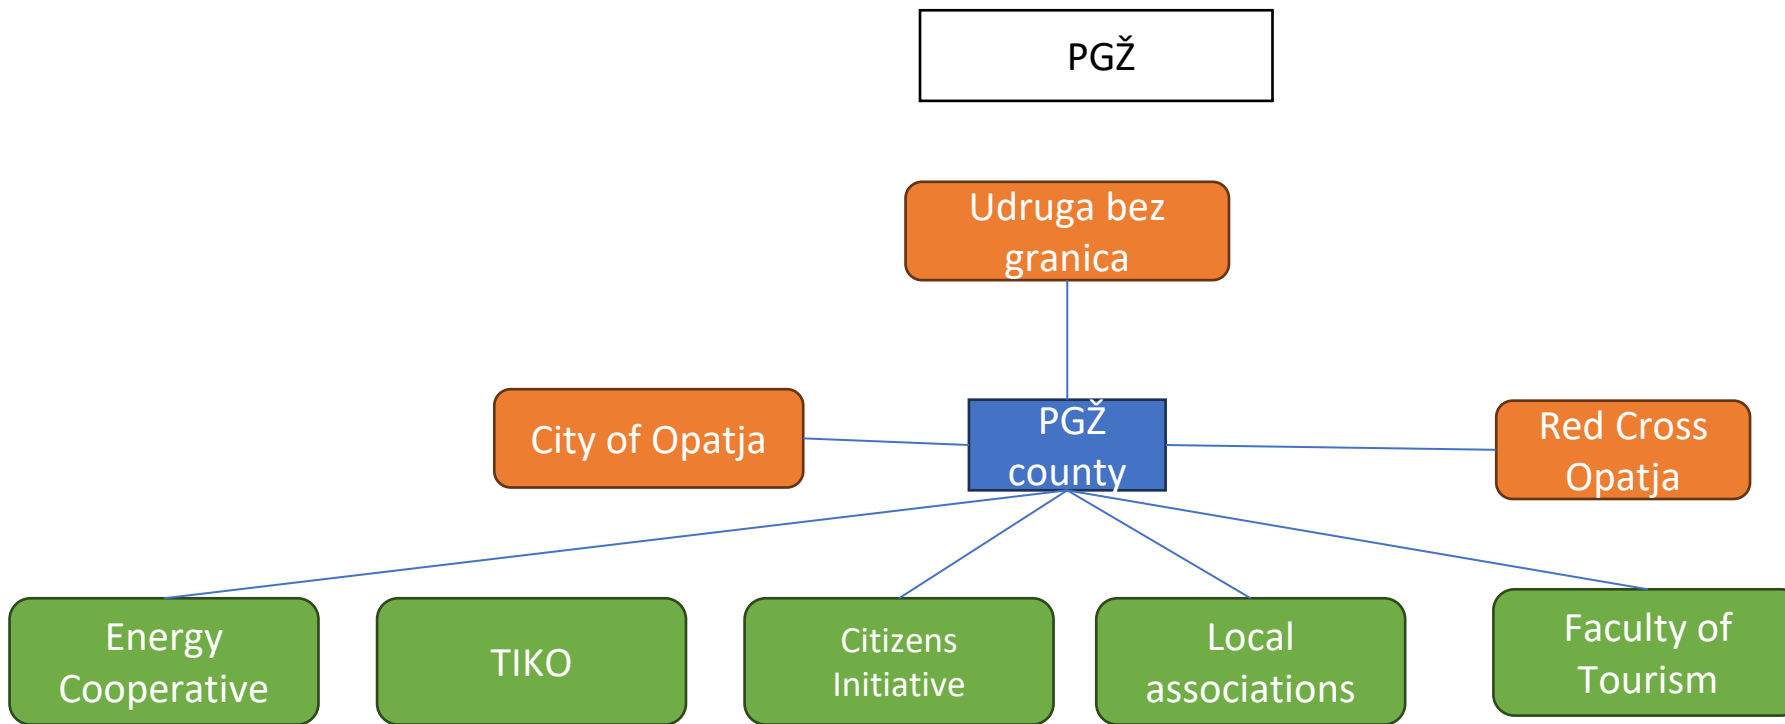 PGŽ
Udruga bez
granica
City of Opatja
PGŽ
county
Red Cross
Opatja
Energy
Cooperative
TIKO
Citizens
Initiative
Local
associations
Faculty of
Tourism